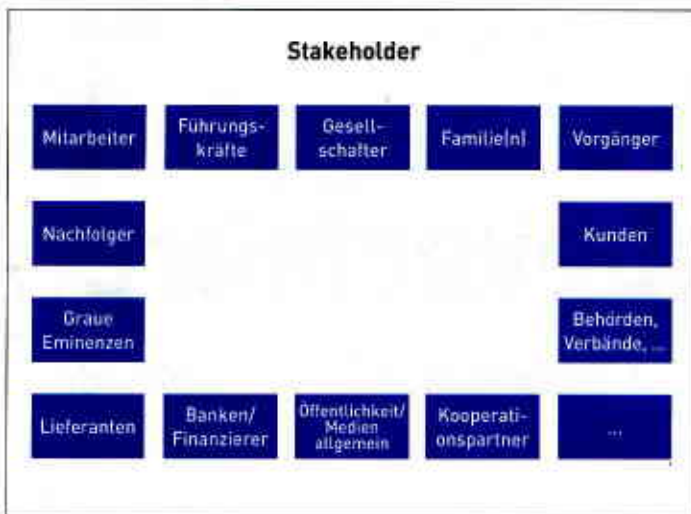 Stakeholder
Mitarbeiter
Führungs-
kräfte
Gesell-
schafter
Familie(n)
Vorgänger
Nachfolger
Kunden
Graue
Eminenzen
Behörden,
Verbände, ...
Lieferanten
Banken/
Finanzierer
Öffentlichkeit/
Medien
allgemein
Kooperati-
onspartner
...